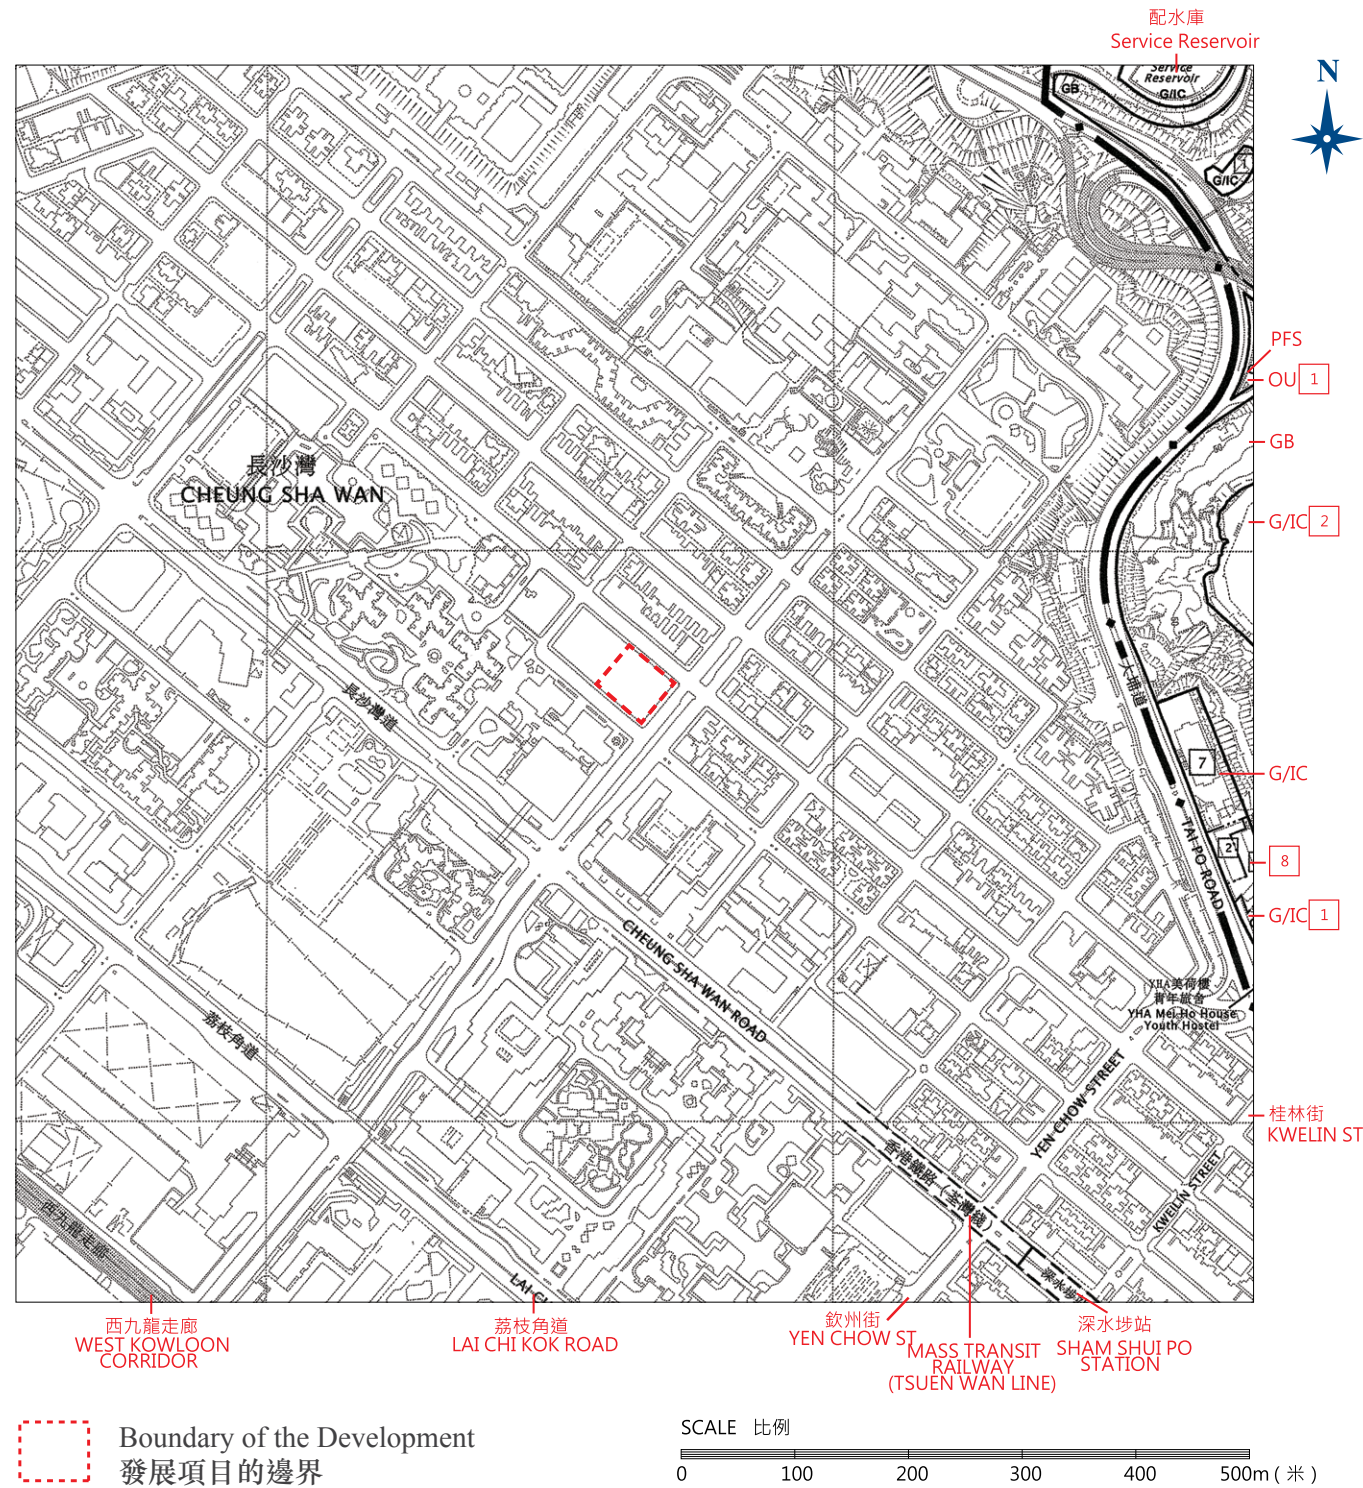 配水庫
Service Reservoir
N
Service
Reservoir
G/IC
GB
1
G/IC
PFS
OU 1
GB
長沙灣
CHEUNG SHA WAN
G/IC 2
大埔道
長沙灣道
7
G/IC
TAI PO ROAD
2
8
G/IC 1
CHEUNG SHA WAN ROAD
YHA美荷樓
青年旅舍
YHA Mei Ho House
Youth Hostel
荔枝角道
YEN CHOW STREET
桂林街
KWELIN ST
香港鐵路（荃灣綫）
KWEILIN STREET
西九龍走廊
深水埗
LAI CHI
西九龍走廊
WEST KOWLOON
CORRIDOR
荔枝角道
LAI CHI KOK ROAD
欽州街
YEN CHOW ST
MASS TRANSIT
RAILWAY
(TSUEN WAN LINE)
深水埗站
SHAM SHUI PO
STATION
Boundary of the Development
發展項目的邊界
SCALE 比例
0 100 200 300 400 500m ( 米 )